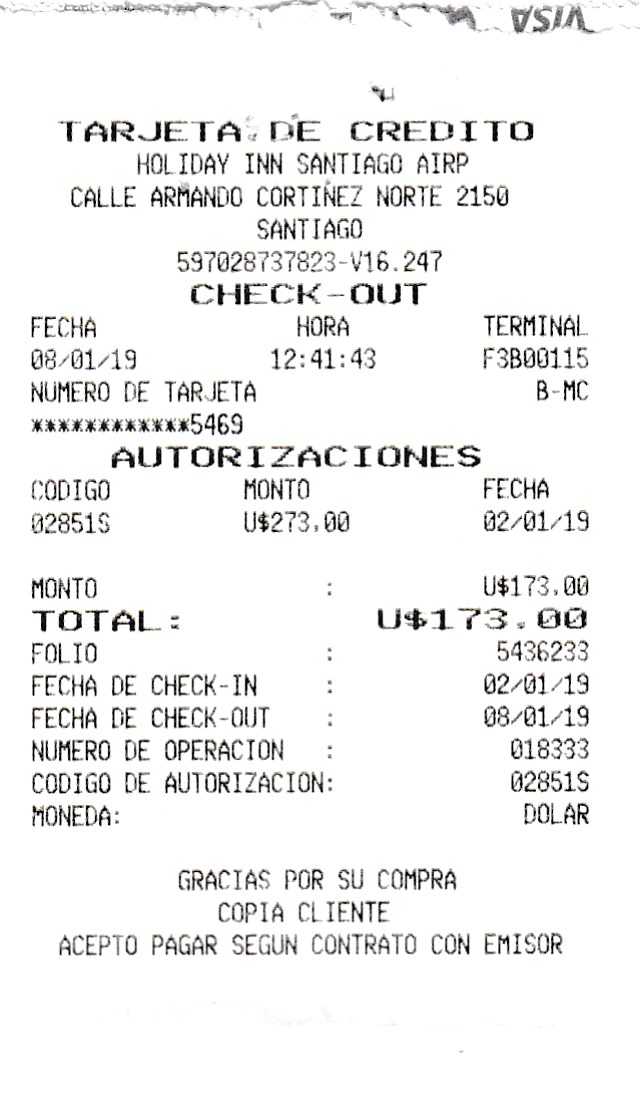 VISA
TARJETA DE CREDITO
HOLIDAY INN SANTIAGO AIRP
CALLE ARMANDO CORTIÑEZ NORTE 2150
SANTIAGO
597028737823-V16.247
CHECK-OUT
FECHA HORA TERMINAL
08/01/19 12:41:43 F3B00115
NUMERO DE TARJETA B-MC
************5469
AUTORIZACIONES
CODIGO MONTO FECHA
02851S U$273,00 02/01/19
MONTO : U$173,00
TOTAL: U$173.00
FOLIO : 5436233
FECHA DE CHECK-IN : 02/01/19
FECHA DE CHECK-OUT : 08/01/19
NUMERO DE OPERACION : 018333
CODIGO DE AUTORIZACION: 02851S
MONEDA: DOLAR
GRACIAS POR SU COMPRA
COPIA CLIENTE
ACEPTO PAGAR SEGUN CONTRATO CON EMISOR